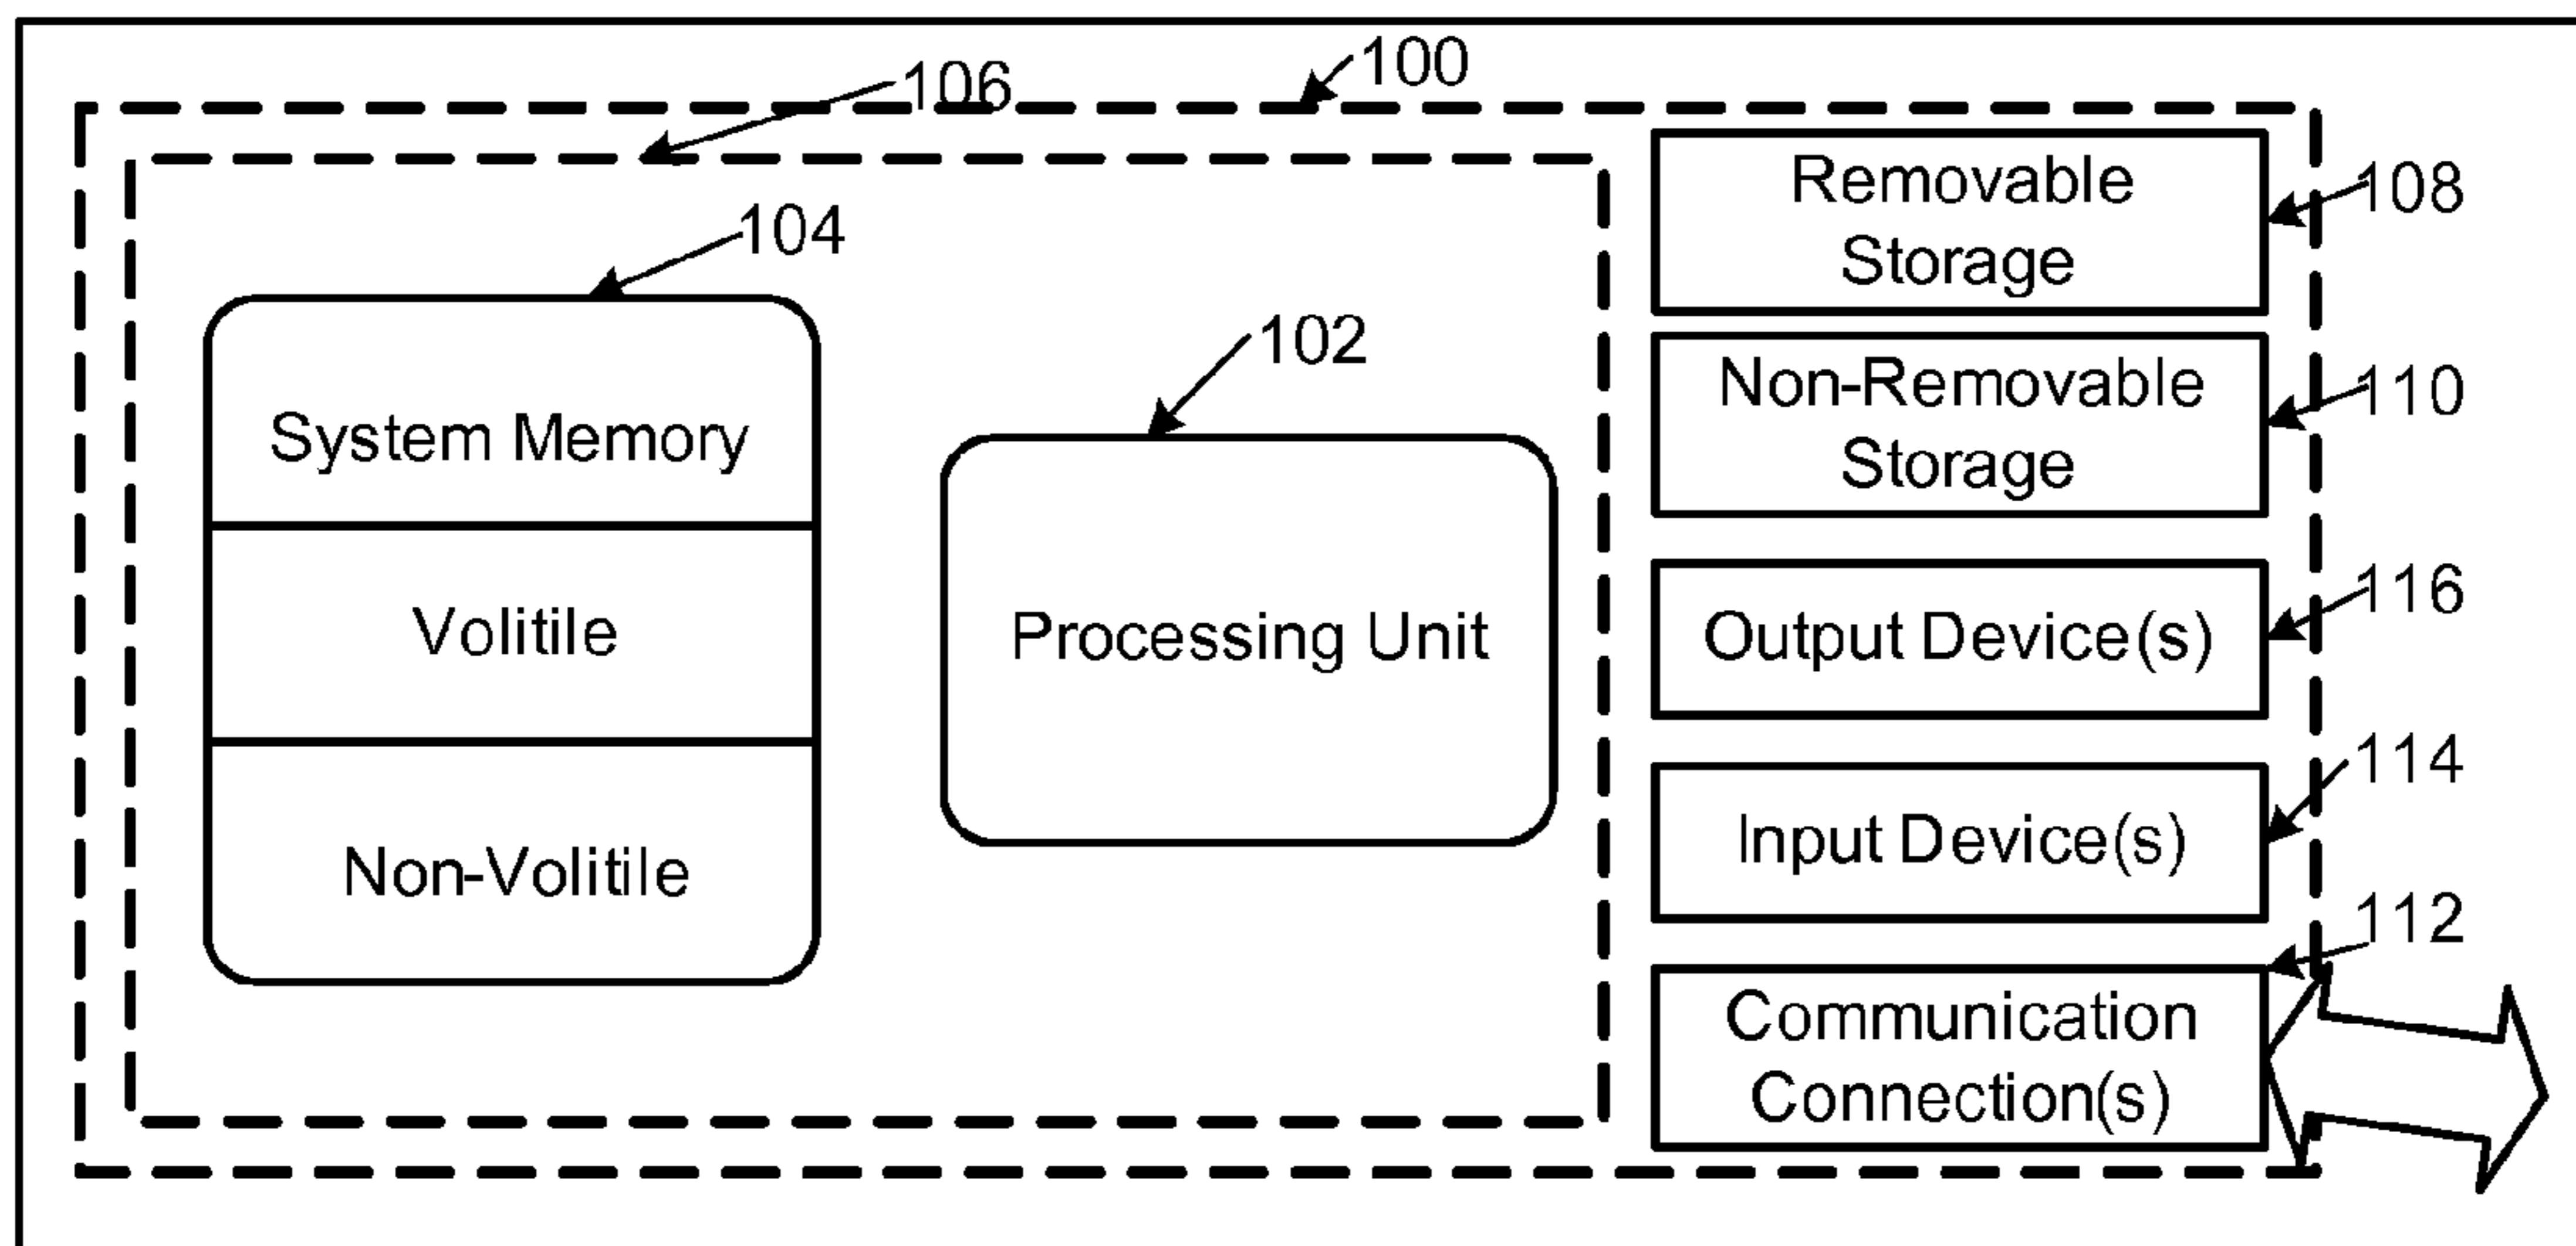 106
100
104
102
System Memory
Volitile
Non-Volitile
Processing Unit
Removable
Storage
108
Non-Removable
Storage
110
Output Device(s)
116
Input Device(s)
114
112
Communication
Connection(s)